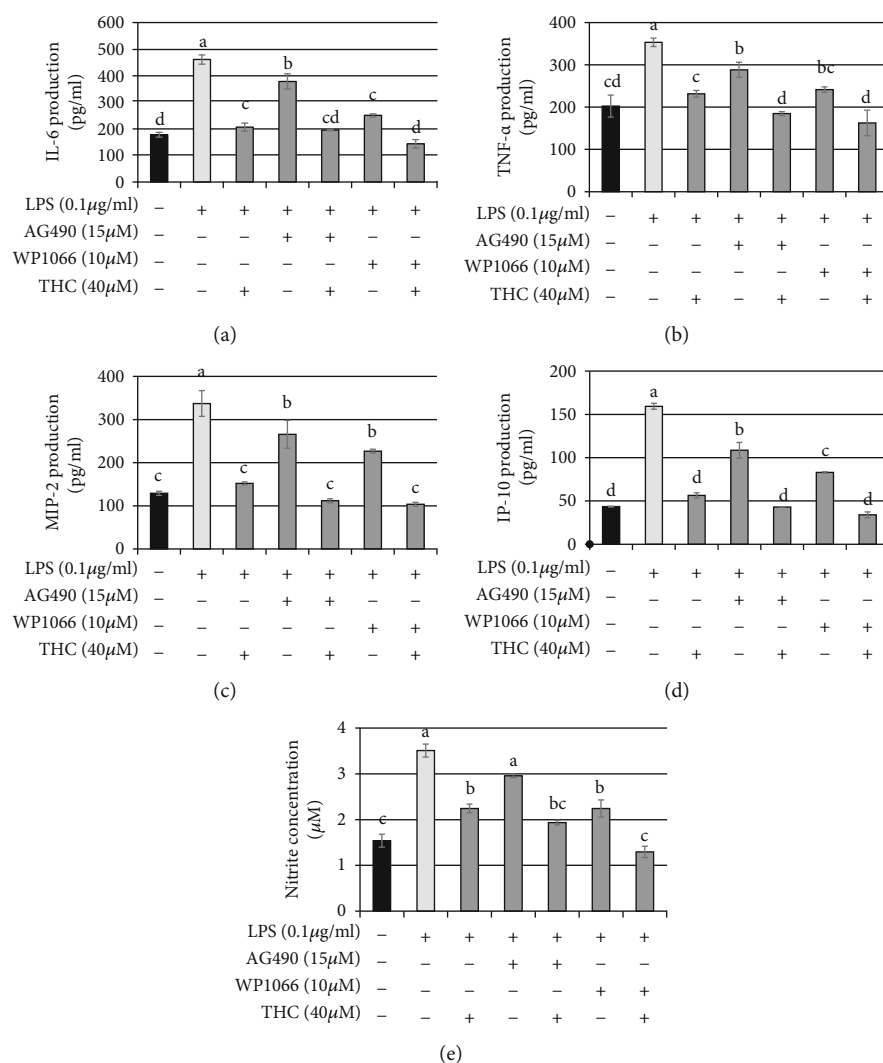 IL-6 production
(pg/ml)
600
500
400
300
200
100
0
d
a
c
b
cd
c
d
LPS (0.1μg/ml) – + + + + + +
AG490 (15μM) – – – + + – –
WP1066 (10μM) – – – – – + +
THC (40μM) – – + – + – +
(a)
TNF-α production
(pg/ml)
400
300
200
100
0
cd
a
c
b
d
bc
d
LPS (0.1μg/ml) – + + + + + +
AG490 (15μM) – – – + + – –
WP1066 (10μM) – – – – – + +
THC (40μM) – – + – + – +
(b)
MIP-2 production
(pg/ml)
400
300
200
100
0
c
a
c
b
c
b
c
LPS (0.1μg/ml) – + + + + + +
AG490 (15μM) – – – + + – –
WP1066 (10μM) – – – – – + +
THC (40μM) – – + – + – +
(c)
IP-10 production
(pg/ml)
200
150
100
50
0
d
a
d
b
d
c
d
LPS (0.1μg/ml) – + + + + + +
AG490 (15μM) – – – + + – –
WP1066 (10μM) – – – – – + +
THC (40μM) – – + – + – +
(d)
Nitrite concentration
(μM)
4
3
2
1
0
c
a
b
a
bc
b
c
LPS (0.1μg/ml) – + + + + + +
AG490 (15μM) – – – + + – –
WP1066 (10μM) – – – – – + +
THC (40μM) – – + – + – +
(e)